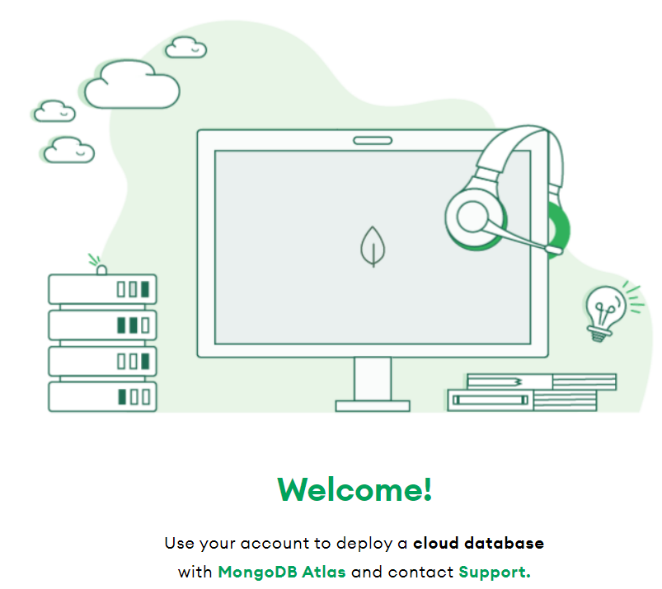 Welcome!
Use your account to deploy a cloud database
with MongoDB Atlas and contact Support.